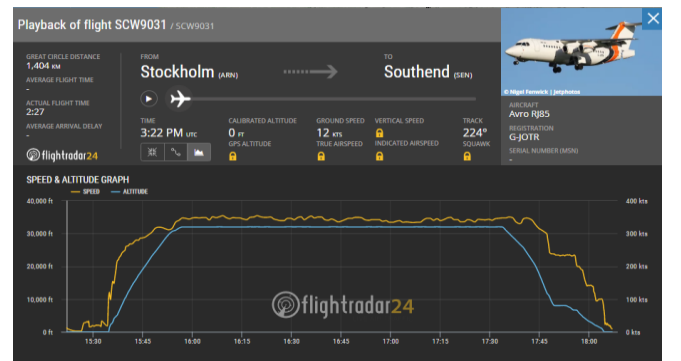 Playback of flight SCW9031 / SCW9031
GREAT CIRCLE DISTANCE
1,404 KM
AVERAGE FLIGHT TIME
-
ACTUAL FLIGHT TIME
2:27
AVERAGE ARRIVAL DELAY
-
flightradar24
FROM
Stockholm (ARN)
TO
Southend (SEN)
TIME
3:22 PM UTC
CALIBRATED ALTITUDE
0 FT
GPS ALTITUDE
GROUND SPEED
12 KTS
TRUE AIRSPEED
VERTICAL SPEED
INDICATED AIRSPEED
TRACK
224°
SQUAWK
© Nigel Fenwick | Jetphotos
AIRCRAFT
Avro RJ85
REGISTRATION
G-JOTR
SERIAL NUMBER (MSN)
-
SPEED & ALTITUDE GRAPH
SPEED ALTITUDE
40,000 ft 400 kts
30,000 ft 300 kts
20,000 ft 200 kts
10,000 ft 100 kts
flightradar24
0 ft 0 kts
15:30 15:45 16:00 16:15 16:30 16:45 17:00 17:15 17:30 17:45 18:00